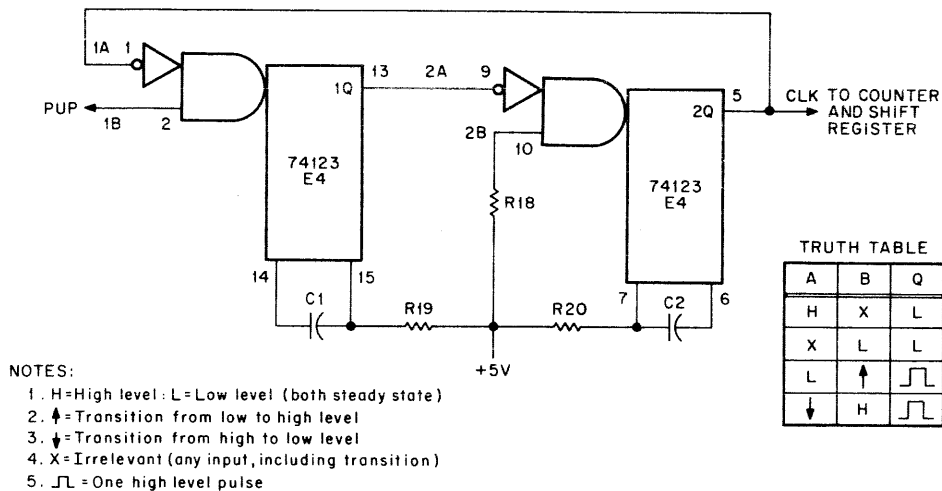 1A 1
13 2A 9
1Q
5
2Q
CLK TO COUNTER
AND SHIFT
REGISTER
PUP
1B 2
2B
10
74123
E4
74123
E4
R18
14 15
C1
R19
R20
7 6
C2
+5V
TRUTH TABLE
A B Q
H X L
X L L
L ↑
↓ H
NOTES:
1. H=High level: L=Low level (both steady state)
2. ↑=Transition from low to high level
3. ↓=Transition from high to low level
4. X=Irrelevant (any input, including transition)
5. ⎍ = One high level pulse